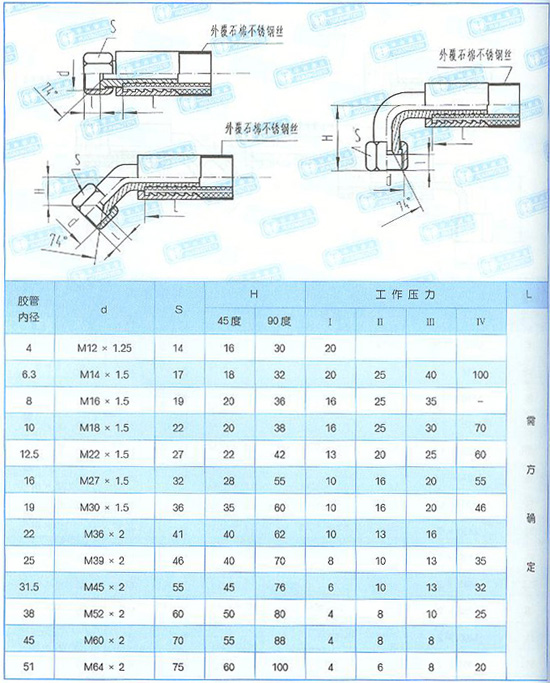 外覆石棉不锈钢丝
S
d
74°
l
L
外覆石棉不锈钢丝
H
S
d
74°
l
L
外覆石棉不锈钢丝
H
S
d
74°
l
L
胶管内径 d S H 工作压力 L
45度 90度 I II III IV
4 M12 × 1.25 14 16 30 20
6.3 M14 × 1.5 17 18 32 20 25 40 100
8 M16 × 1.5 19 20 36 16 25 35 –
10 M18 × 1.5 22 20 38 16 25 30 70
12.5 M22 × 1.5 27 22 42 13 20 25 60
16 M27 × 1.5 32 28 55 10 16 20 55
19 M30 × 1.5 36 35 60 10 16 20 46
22 M36 × 2 41 40 62 10 13 16
25 M39 × 2 46 40 70 8 10 13 35
31.5 M45 × 2 55 45 76 6 10 13 32
38 M52 × 2 60 50 80 4 8 10 25
45 M60 × 2 70 55 88 4 8 8
51 M64 × 2 75 60 100 4 6 8 20
需方确定